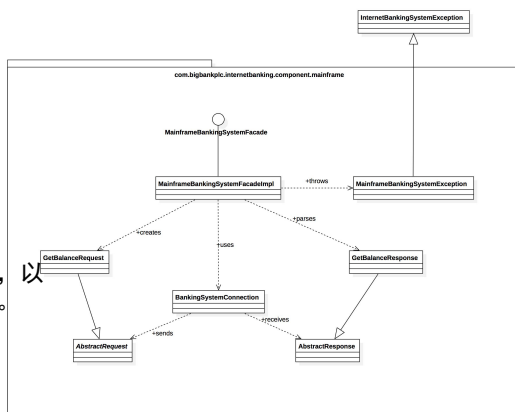 InternetBankingSystemException
com.bigbankplc.internetbanking.component.mainframe
MainframeBankingSystemFacade
MainframeBankingSystemFacadeImpl
+throws
MainframeBankingSystemException
+creates
+uses
+parses
GetBalanceRequest
GetBalanceResponse
，以
。
BankingSystemConnection
+sends
+receives
AbstractRequest
AbstractResponse